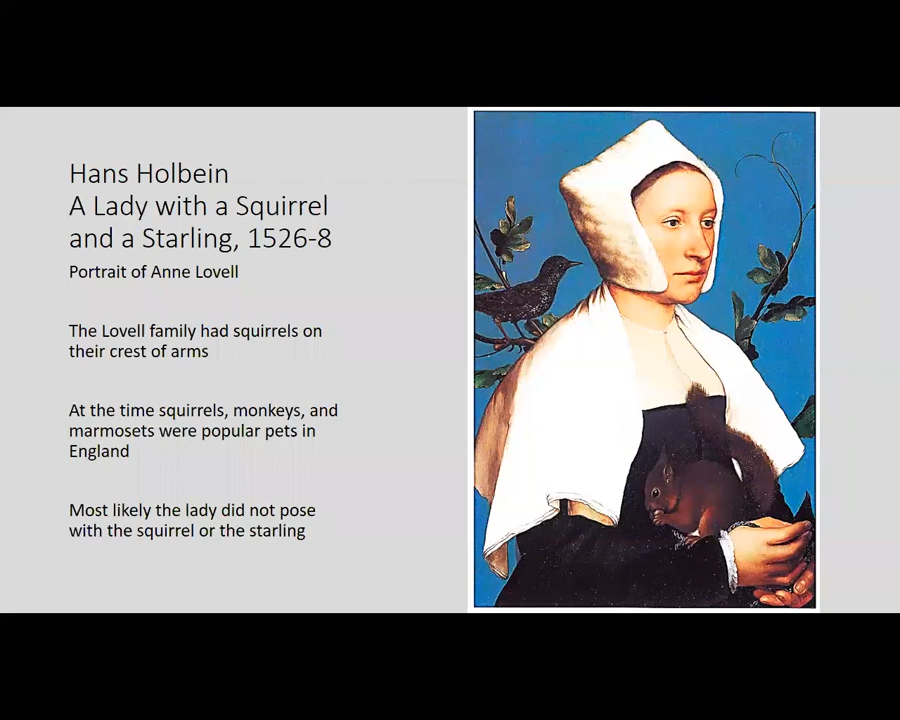 Hans Holbein
A Lady with a Squirrel
and a Starling, 1526-8
Portrait of Anne Lovell
The Lovell family had squirrels on
their crest of arms
At the time squirrels, monkeys, and
marmosets were popular pets in
England
Most likely the lady did not pose
with the squirrel or the starling